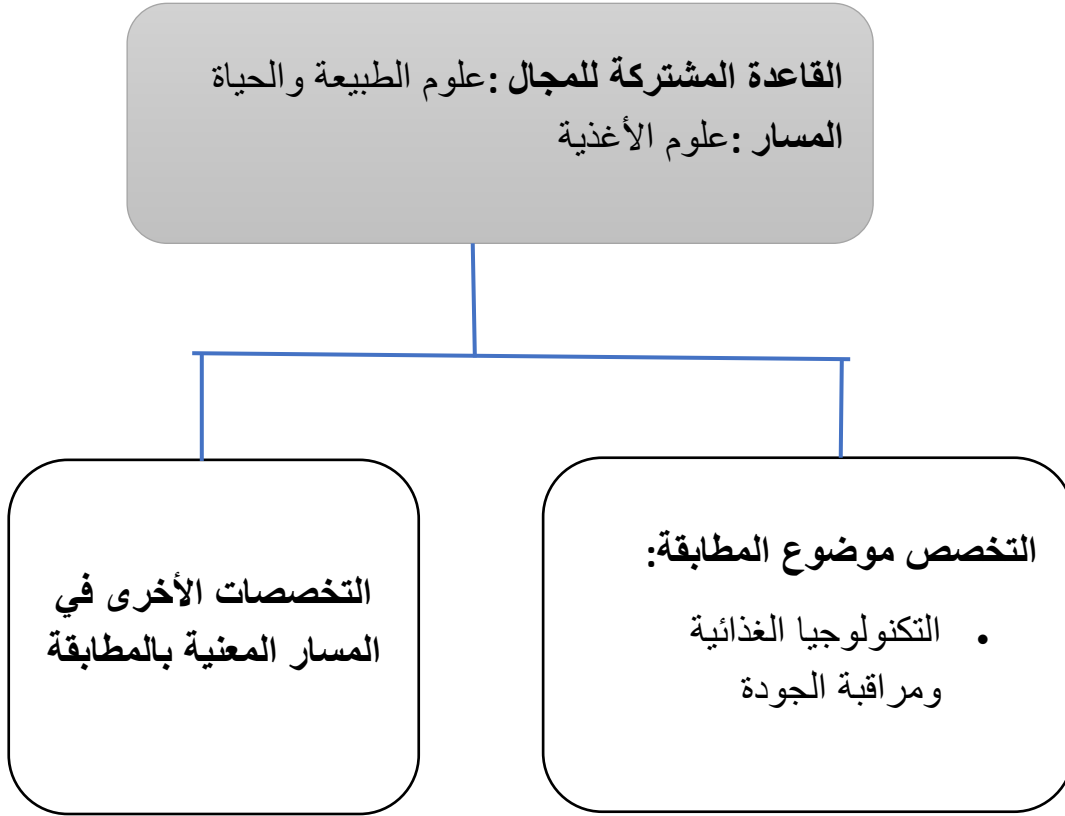 القاعدة المشتركة للمجال :علوم الطبيعة والحياة
المسار :علوم الأغذية
التخصص موضوع المطابقة:
• التكنولوجيا الغذائية
ومراقبة الجودة
التخصصات الأخرى في
المسار المعنية بالمطابقة